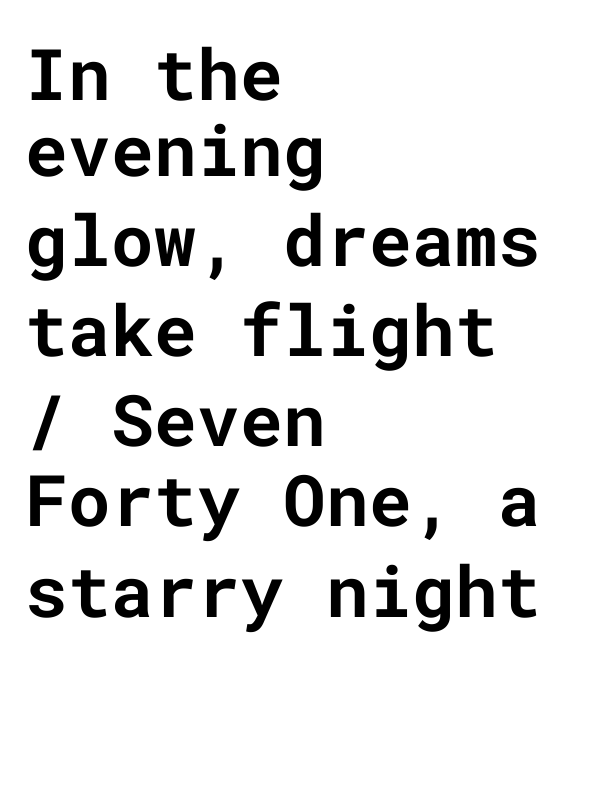 In the
evening
glow, dreams
take flight
/ Seven
Forty One, a
starry night